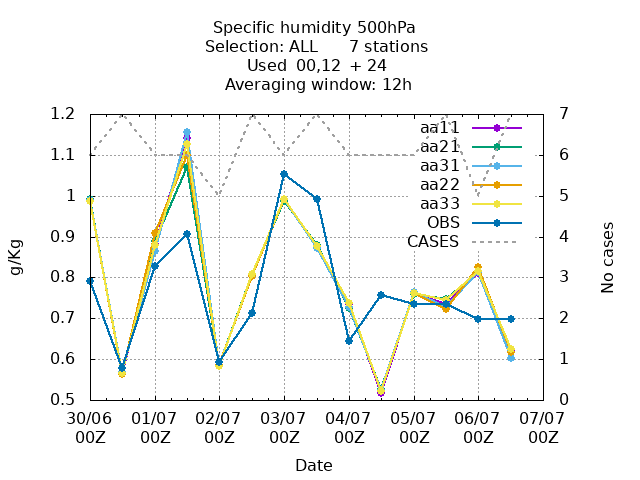 Specific humidity 500hPa
Selection: ALL 7 stations
Used 00,12 + 24
Averaging window: 12h
1.2
1.1
1
0.9
0.8
0.7
0.6
0.5
g/Kg
7
6
5
4
3
2
1
0
No cases
aa11
aa21
aa31
aa22
aa33
OBS
CASES
30/06 01/07 02/07 03/07 04/07 05/07 06/07 07/07
00Z 00Z 00Z 00Z 00Z 00Z 00Z 00Z
Date